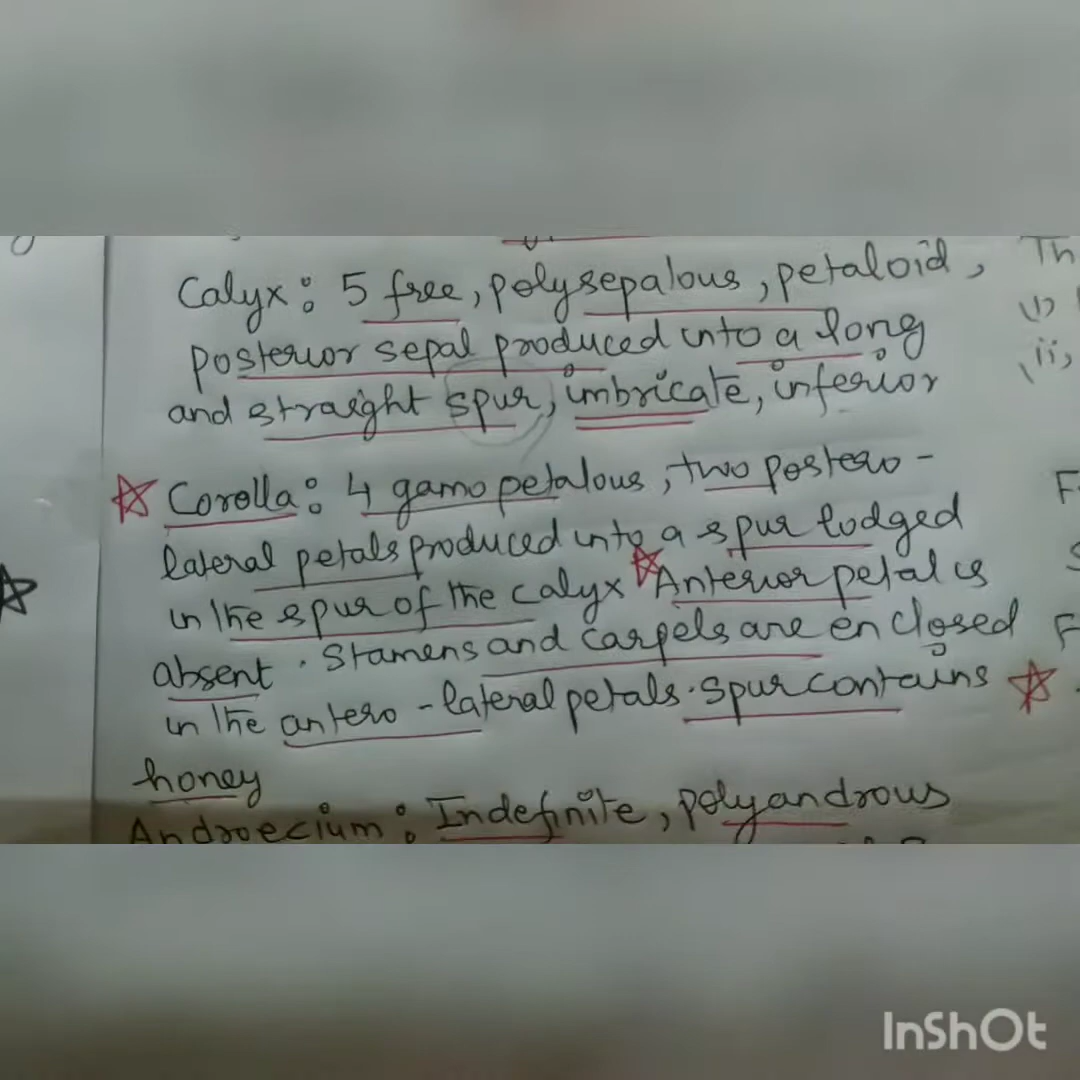 Calyx: 5 free, polysepalous, petaloid,
posterior sepal produced into a long
and straight spur, imbricate, inferior
Corolla: 4 gamopetalous, two postero-
lateral petals produced into a spur lodged
in the spur of the calyx Anterior petal is
absent. Stamens and carpels are enclosed
in the antero-lateral petals. Spur contains
honey
Androecium: Indefinite, polyandrous
Th
(i)
(ii)
F
S
F
InShOt